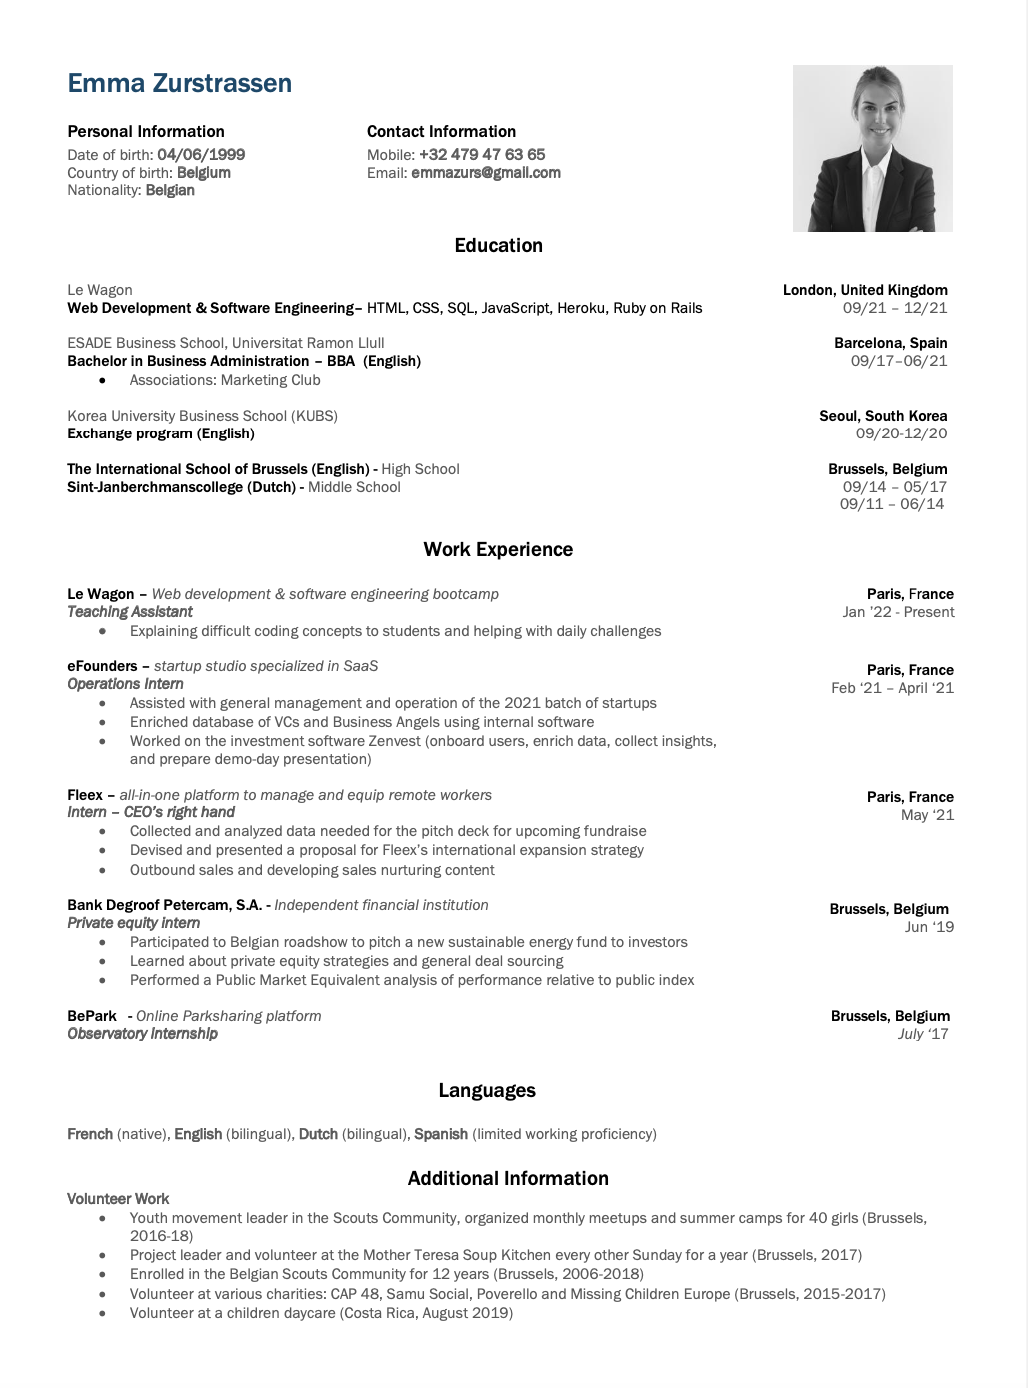 Emma Zurstrassen
Personal Information
Date of birth: 04/06/1999
Country of birth: Belgium
Nationality: Belgian
Contact Information
Mobile: +32 479 47 63 65
Email: emmazurs@gmail.com
Education
Le Wagon London, United Kingdom
Web Development & Software Engineering– HTML, CSS, SQL, JavaScript, Heroku, Ruby on Rails 09/21 – 12/21
ESADE Business School, Universitat Ramon Llull Barcelona, Spain
Bachelor in Business Administration – BBA (English) 09/17–06/21
• Associations: Marketing Club
Korea University Business School (KUBS) Seoul, South Korea
Exchange program (English) 09/20-12/20
The International School of Brussels (English) - High School Brussels, Belgium
Sint-Janberchmanscollege (Dutch) - Middle School 09/14 – 05/17
09/11 – 06/14
Work Experience
Le Wagon – Web development & software engineering bootcamp Paris, France
Teaching Assistant Jan ’22 - Present
• Explaining difficult coding concepts to students and helping with daily challenges
eFounders – startup studio specialized in SaaS Paris, France
Operations Intern Feb ‘21 – April ‘21
• Assisted with general management and operation of the 2021 batch of startups
• Enriched database of VCs and Business Angels using internal software
• Worked on the investment software Zenvest (onboard users, enrich data, collect insights,
and prepare demo-day presentation)
Fleex – all-in-one platform to manage and equip remote workers Paris, France
Intern – CEO’s right hand May ‘21
• Collected and analyzed data needed for the pitch deck for upcoming fundraise
• Devised and presented a proposal for Fleex’s international expansion strategy
• Outbound sales and developing sales nurturing content
Bank Degroof Petercam, S.A. - Independent financial institution Brussels, Belgium
Private equity intern Jun ‘19
• Participated to Belgian roadshow to pitch a new sustainable energy fund to investors
• Learned about private equity strategies and general deal sourcing
• Performed a Public Market Equivalent analysis of performance relative to public index
BePark - Online Parksharing platform Brussels, Belgium
Observatory internship July ‘17
Languages
French (native), English (bilingual), Dutch (bilingual), Spanish (limited working proficiency)
Additional Information
Volunteer Work
• Youth movement leader in the Scouts Community, organized monthly meetups and summer camps for 40 girls (Brussels,
2016-18)
• Project leader and volunteer at the Mother Teresa Soup Kitchen every other Sunday for a year (Brussels, 2017)
• Enrolled in the Belgian Scouts Community for 12 years (Brussels, 2006-2018)
• Volunteer at various charities: CAP 48, Samu Social, Poverello and Missing Children Europe (Brussels, 2015-2017)
• Volunteer at a children daycare (Costa Rica, August 2019)